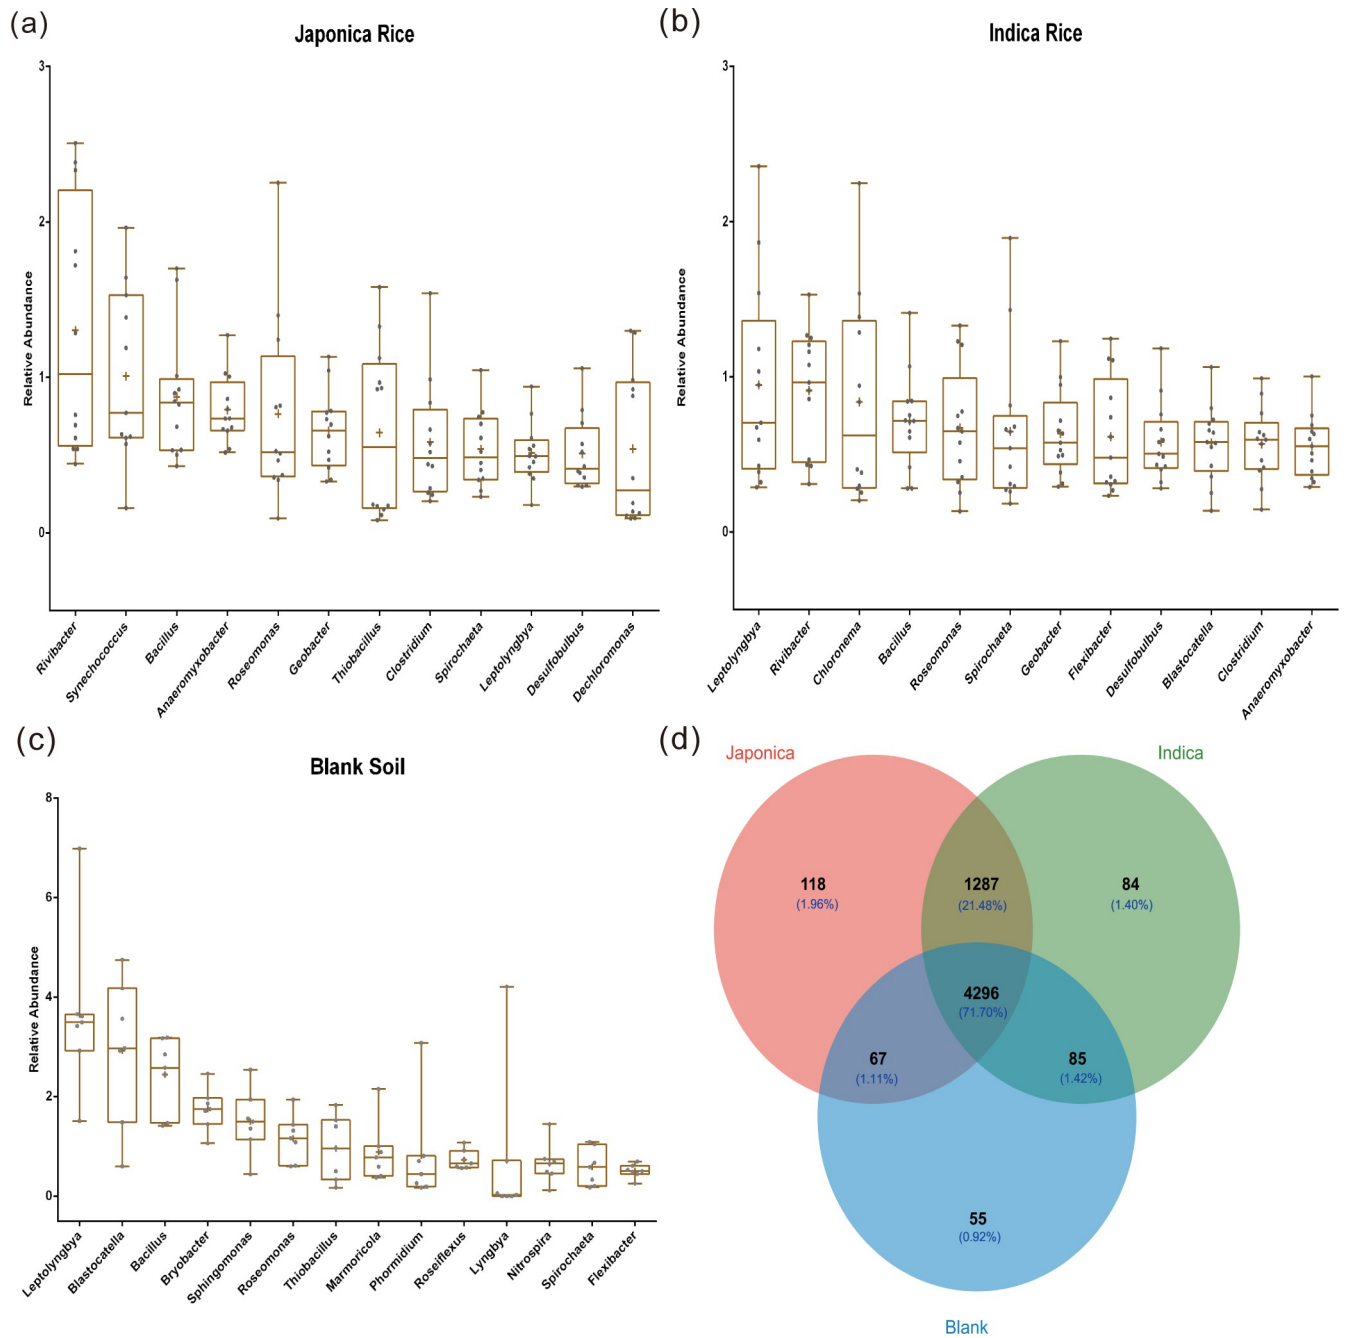 (a)
Japonica Rice
3
2
1
0
Relative Abundance
Rivibacter
Synechococcus
Bacillus
Anaeromyxobacter
Roseomonas
Geobacter
Thiobacillus
Clostridium
Spirochaeta
Leptolyngbya
Desulfobulbus
Dechloromonas
(b)
Indica Rice
3
2
1
0
Relative Abundance
Leptolyngbya
Rivibacter
Chloronema
Bacillus
Roseomonas
Spirochaeta
Geobacter
Flexibacter
Desulfobulbus
Blastocatella
Clostridium
Anaeromyxobacter
(c)
Blank Soil
8
6
4
2
0
Relative Abundance
Leptolyngbya
Blastocatella
Bacillus
Bryobacter
Sphingomonas
Roseomonas
Thiobacillus
Marmoricola
Phormidium
Roseiflexus
Lyngbya
Nitrospira
Spirochaeta
Flexibacter
(d)
Japonica
Indica
118
(1.96%)
1287
(21.48%)
84
(1.40%)
4296
(71.70%)
67
(1.11%)
85
(1.42%)
55
(0.92%)
Blank